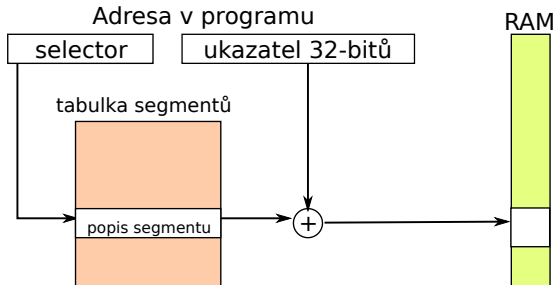 Adresa v programu
RAM
selector
ukazatel 32-bitů
tabulka segmentů
popis segmentu
+